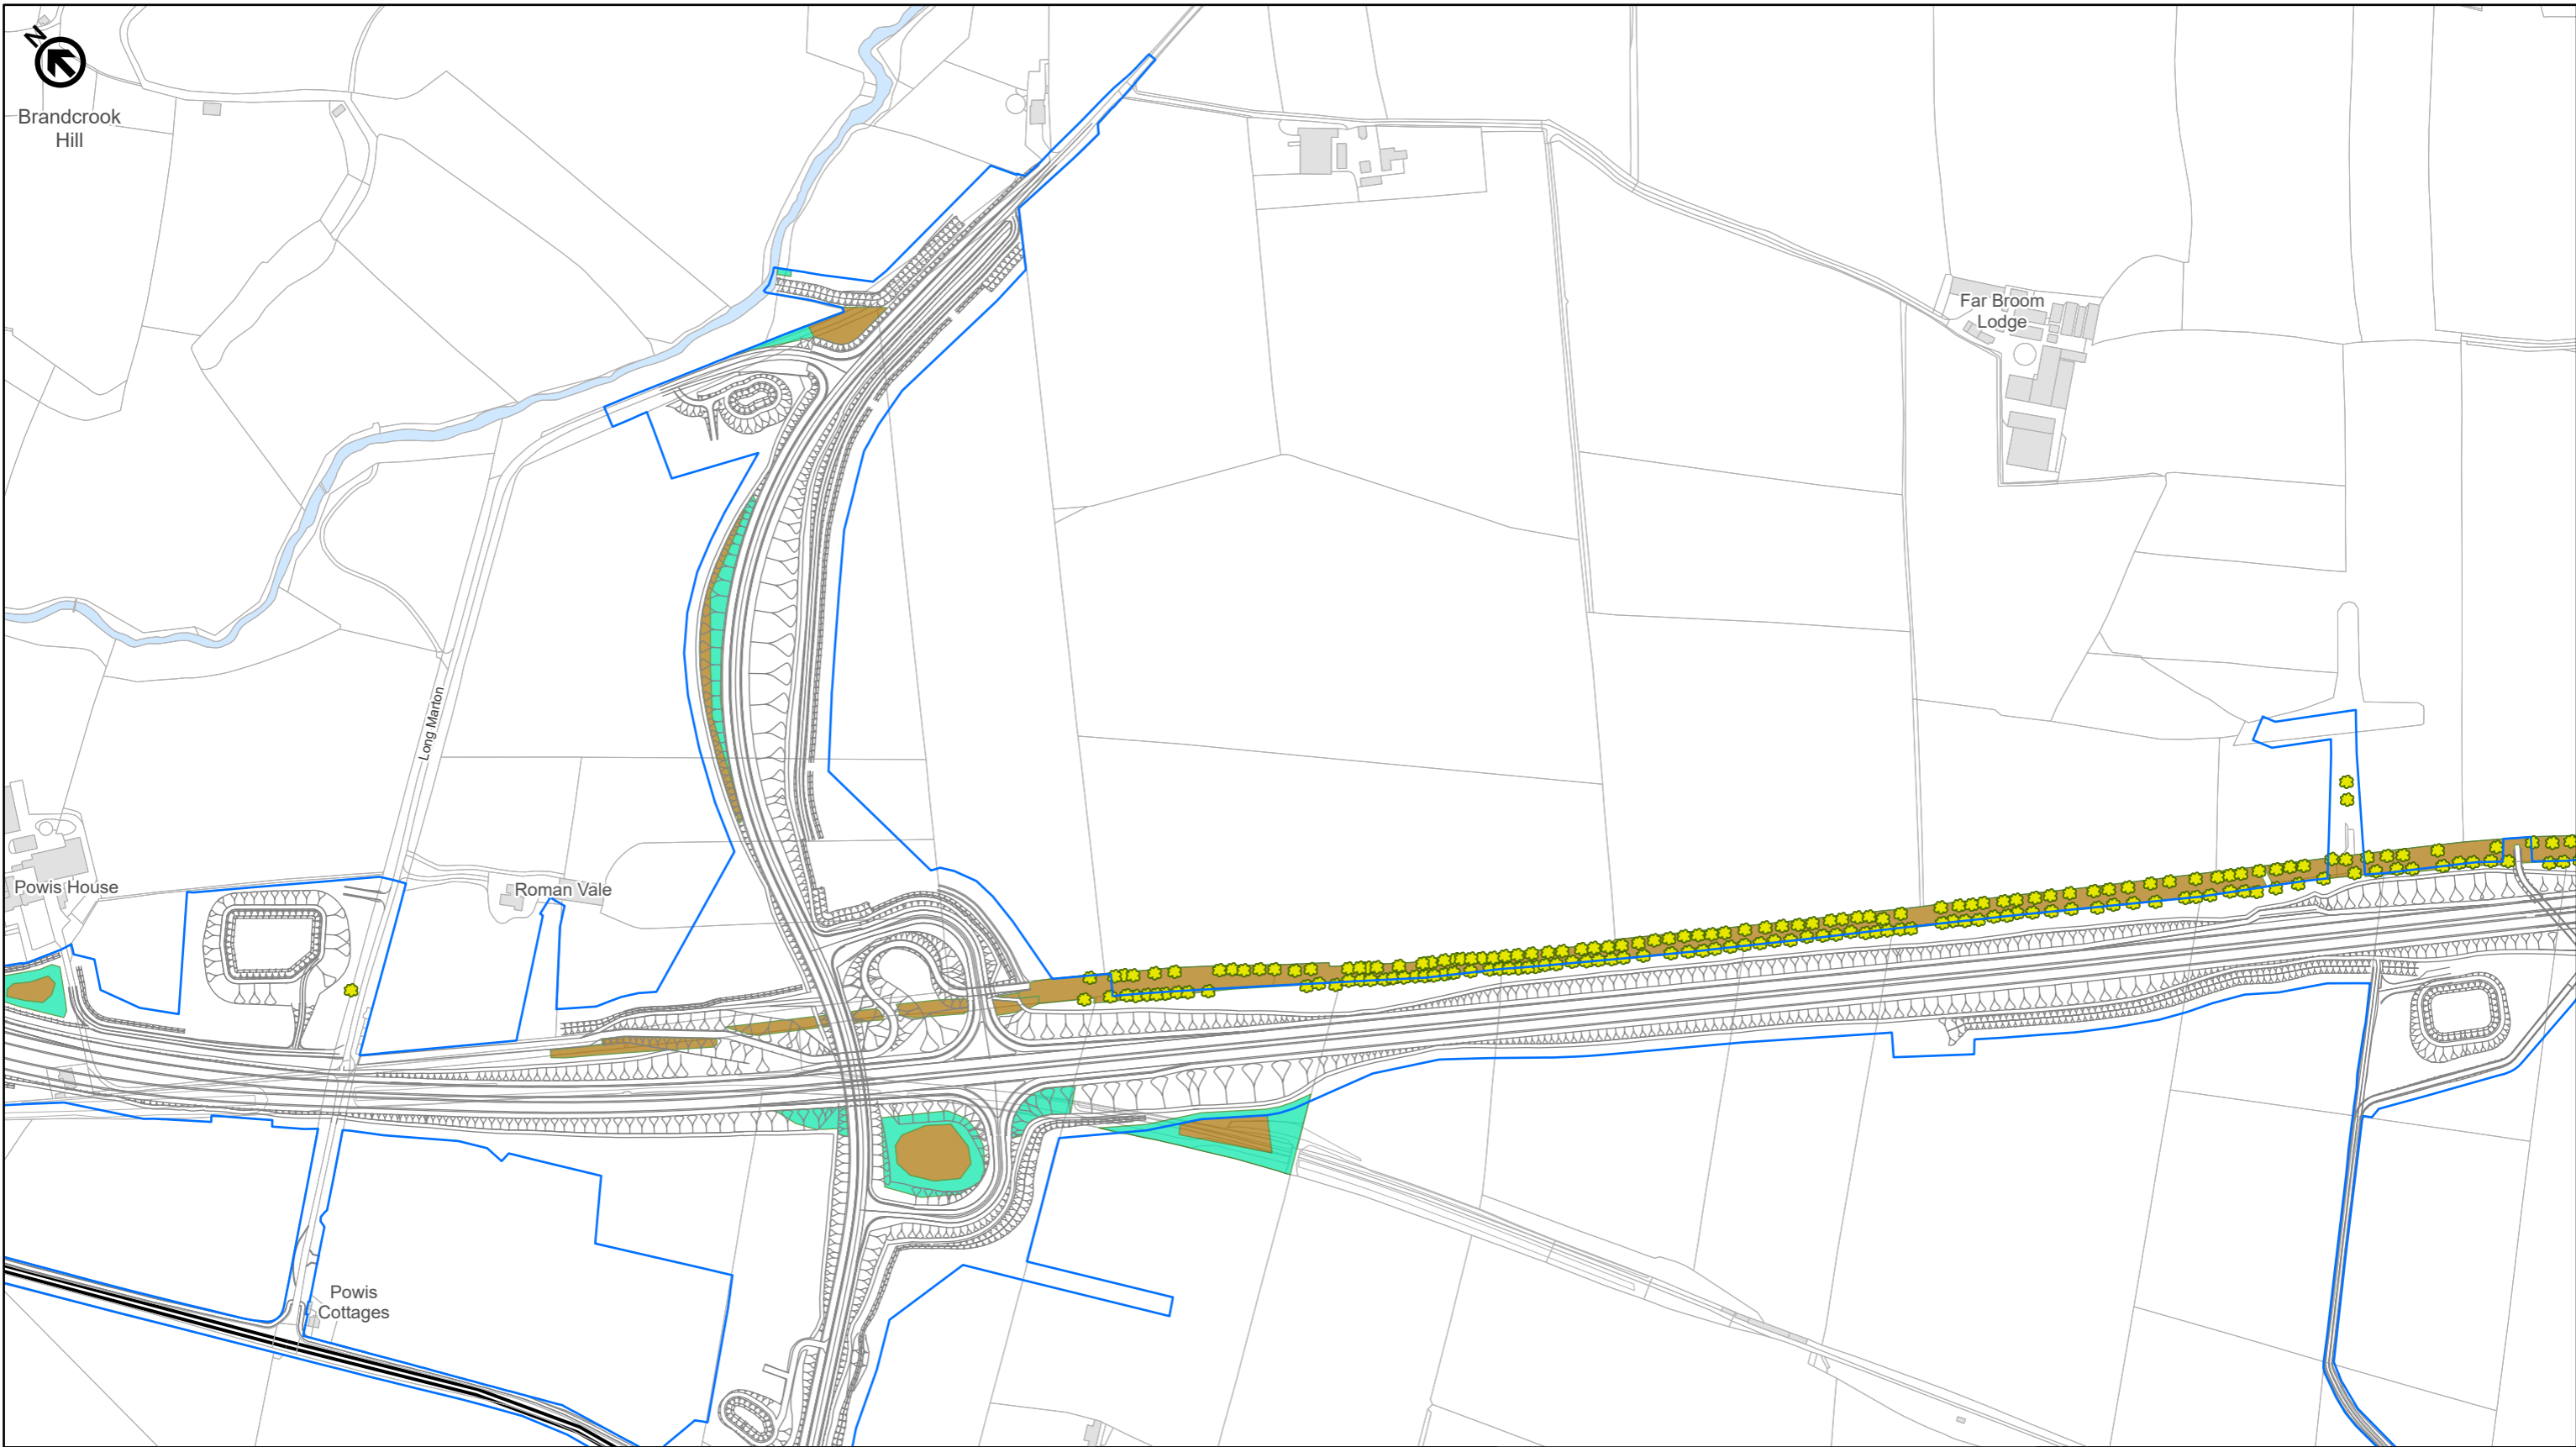 N
Brandcrook
Hill
Far Broom
Lodge
Long Marton
Powis House
Roman Vale
Powis
Cottages